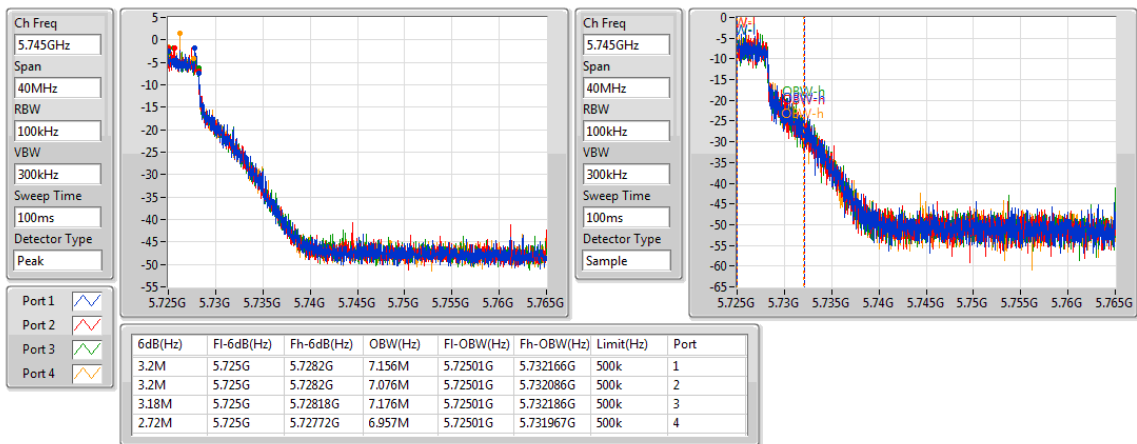 Ch Freq
5.745GHz
Span
40MHz
RBW
100kHz
VBW
300kHz
Sweep Time
100ms
Detector Type
Peak
5
0
-5
-10
-15
-20
-25
-30
-35
-40
-45
-50
-55
5.725G 5.73G 5.735G 5.74G 5.745G 5.75G 5.755G 5.76G 5.765G
Ch Freq
5.745GHz
Span
40MHz
RBW
100kHz
VBW
300kHz
Sweep Time
100ms
Detector Type
Sample
0
-5
-10
-15
-20
-25
-30
-35
-40
-45
-50
-55
-60
-65
OBW-h
OBW-h
OBW-h
5.725G 5.73G 5.735G 5.74G 5.745G 5.75G 5.755G 5.76G 5.765G
Port 1
Port 2
Port 3
Port 4
6dB(Hz) Fl-6dB(Hz) Fh-6dB(Hz) OBW(Hz) Fl-OBW(Hz) Fh-OBW(Hz) Limit(Hz) Port
3.2M 5.725G 5.7282G 7.156M 5.72501G 5.732166G 500k 1
3.2M 5.725G 5.7282G 7.076M 5.72501G 5.732086G 500k 2
3.18M 5.725G 5.72818G 7.176M 5.72501G 5.732186G 500k 3
2.72M 5.725G 5.72772G 6.957M 5.72501G 5.731967G 500k 4